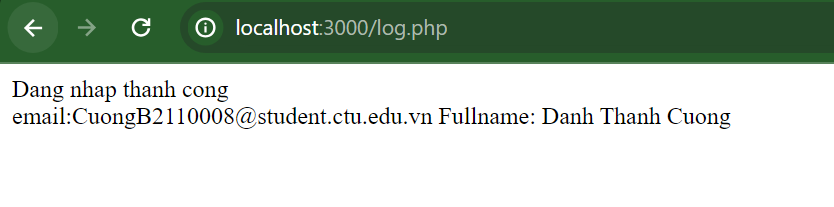 localhost:3000/log.php
Dang nhap thanh cong
email:CuongB2110008@student.ctu.edu.vn Fullname: Danh Thanh Cuong